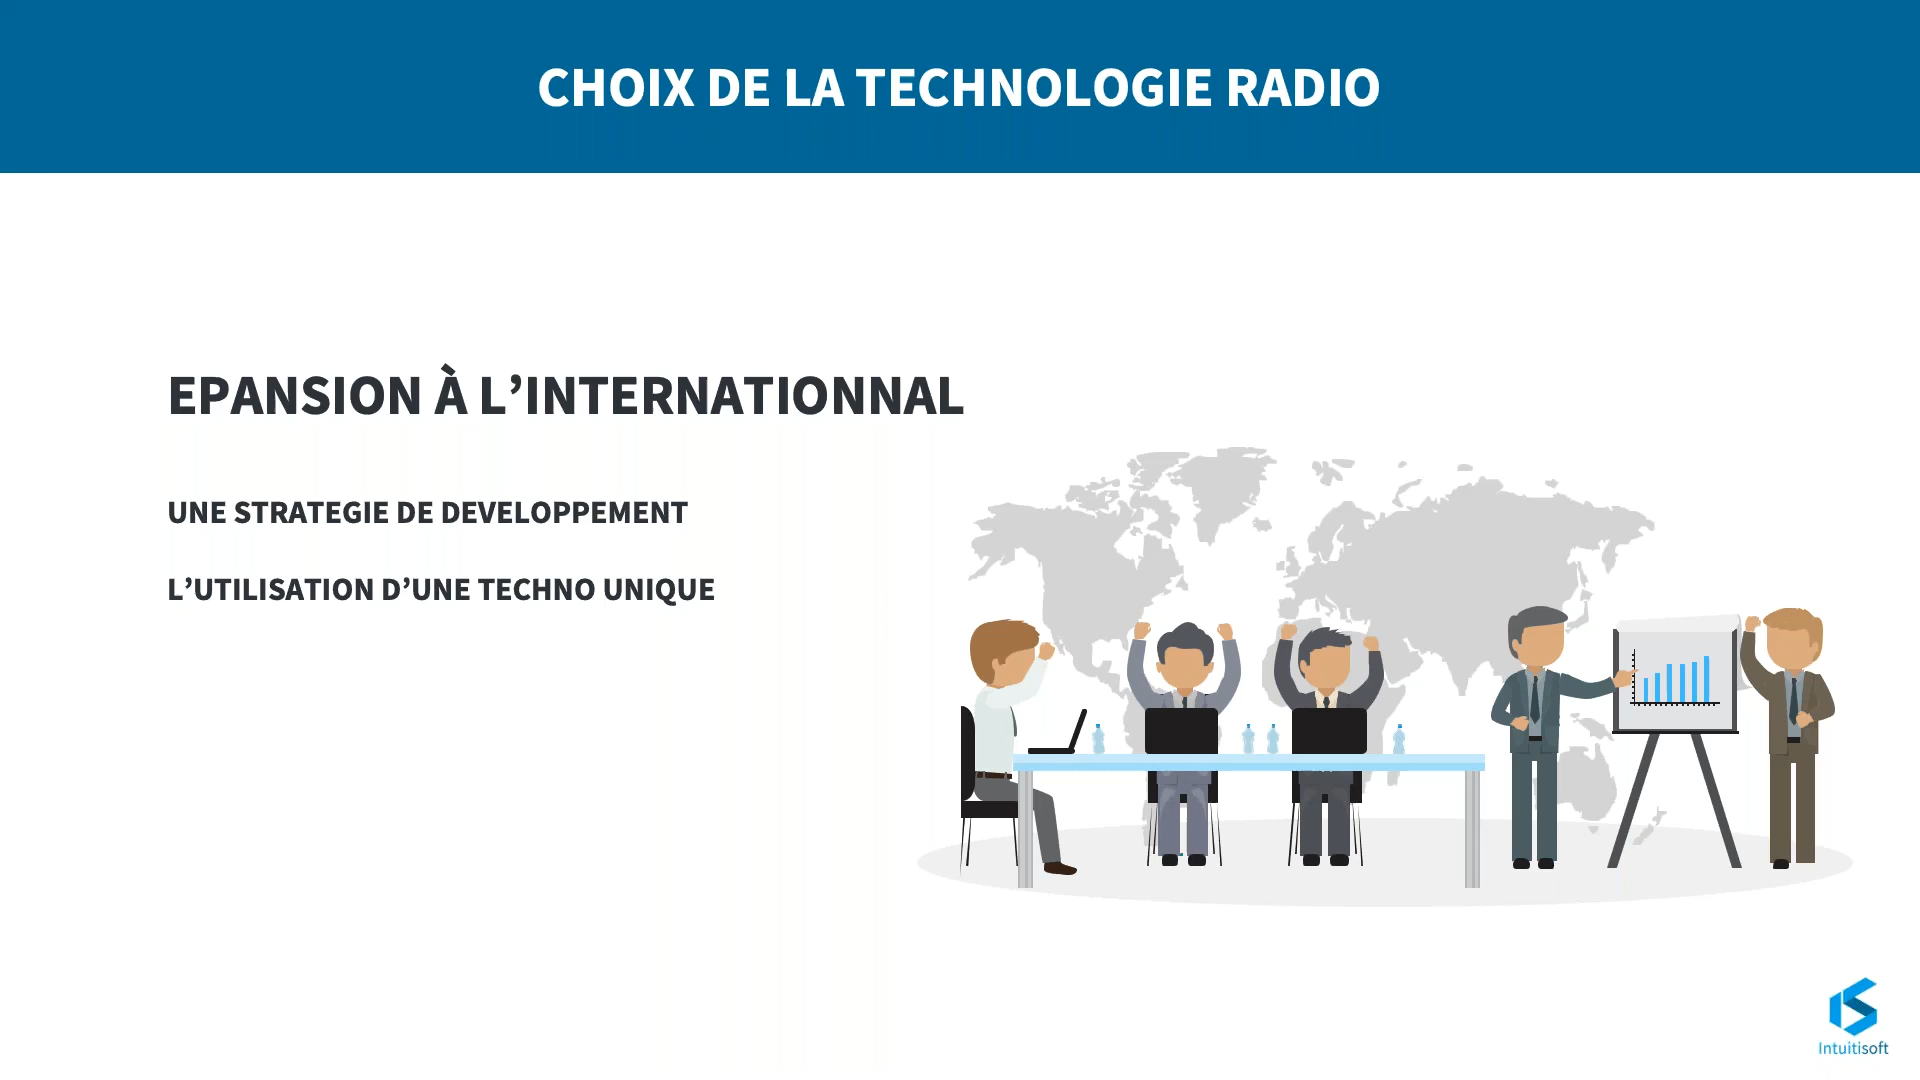 CHOIX DE LA TECHNOLOGIE RADIO
EPANSION À L’INTERNATIONNAL
UNE STRATEGIE DE DEVELOPPEMENT
L’UTILISATION D’UNE TECHNO UNIQUE
Intuitisoft